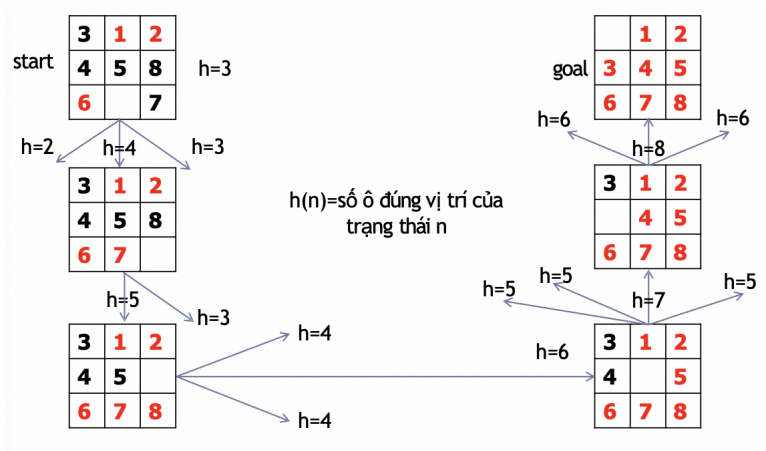 start
3 1 2
4 5 8
6 7
h=3
h=2
h=4
h=3
3 1 2
4 5 8
6 7
h=5
h=3
3 1 2
4 5
6 7 8
h=4
h=4
h(n)=số ô đúng vị trí của
trạng thái n
goal
1 2
3 4 5
6 7 8
h=6
h=8
h=6
3 1 2
4 5
6 7 8
h=5
h=5
h=7
h=5
h=6
3 1 2
4 5
6 7 8